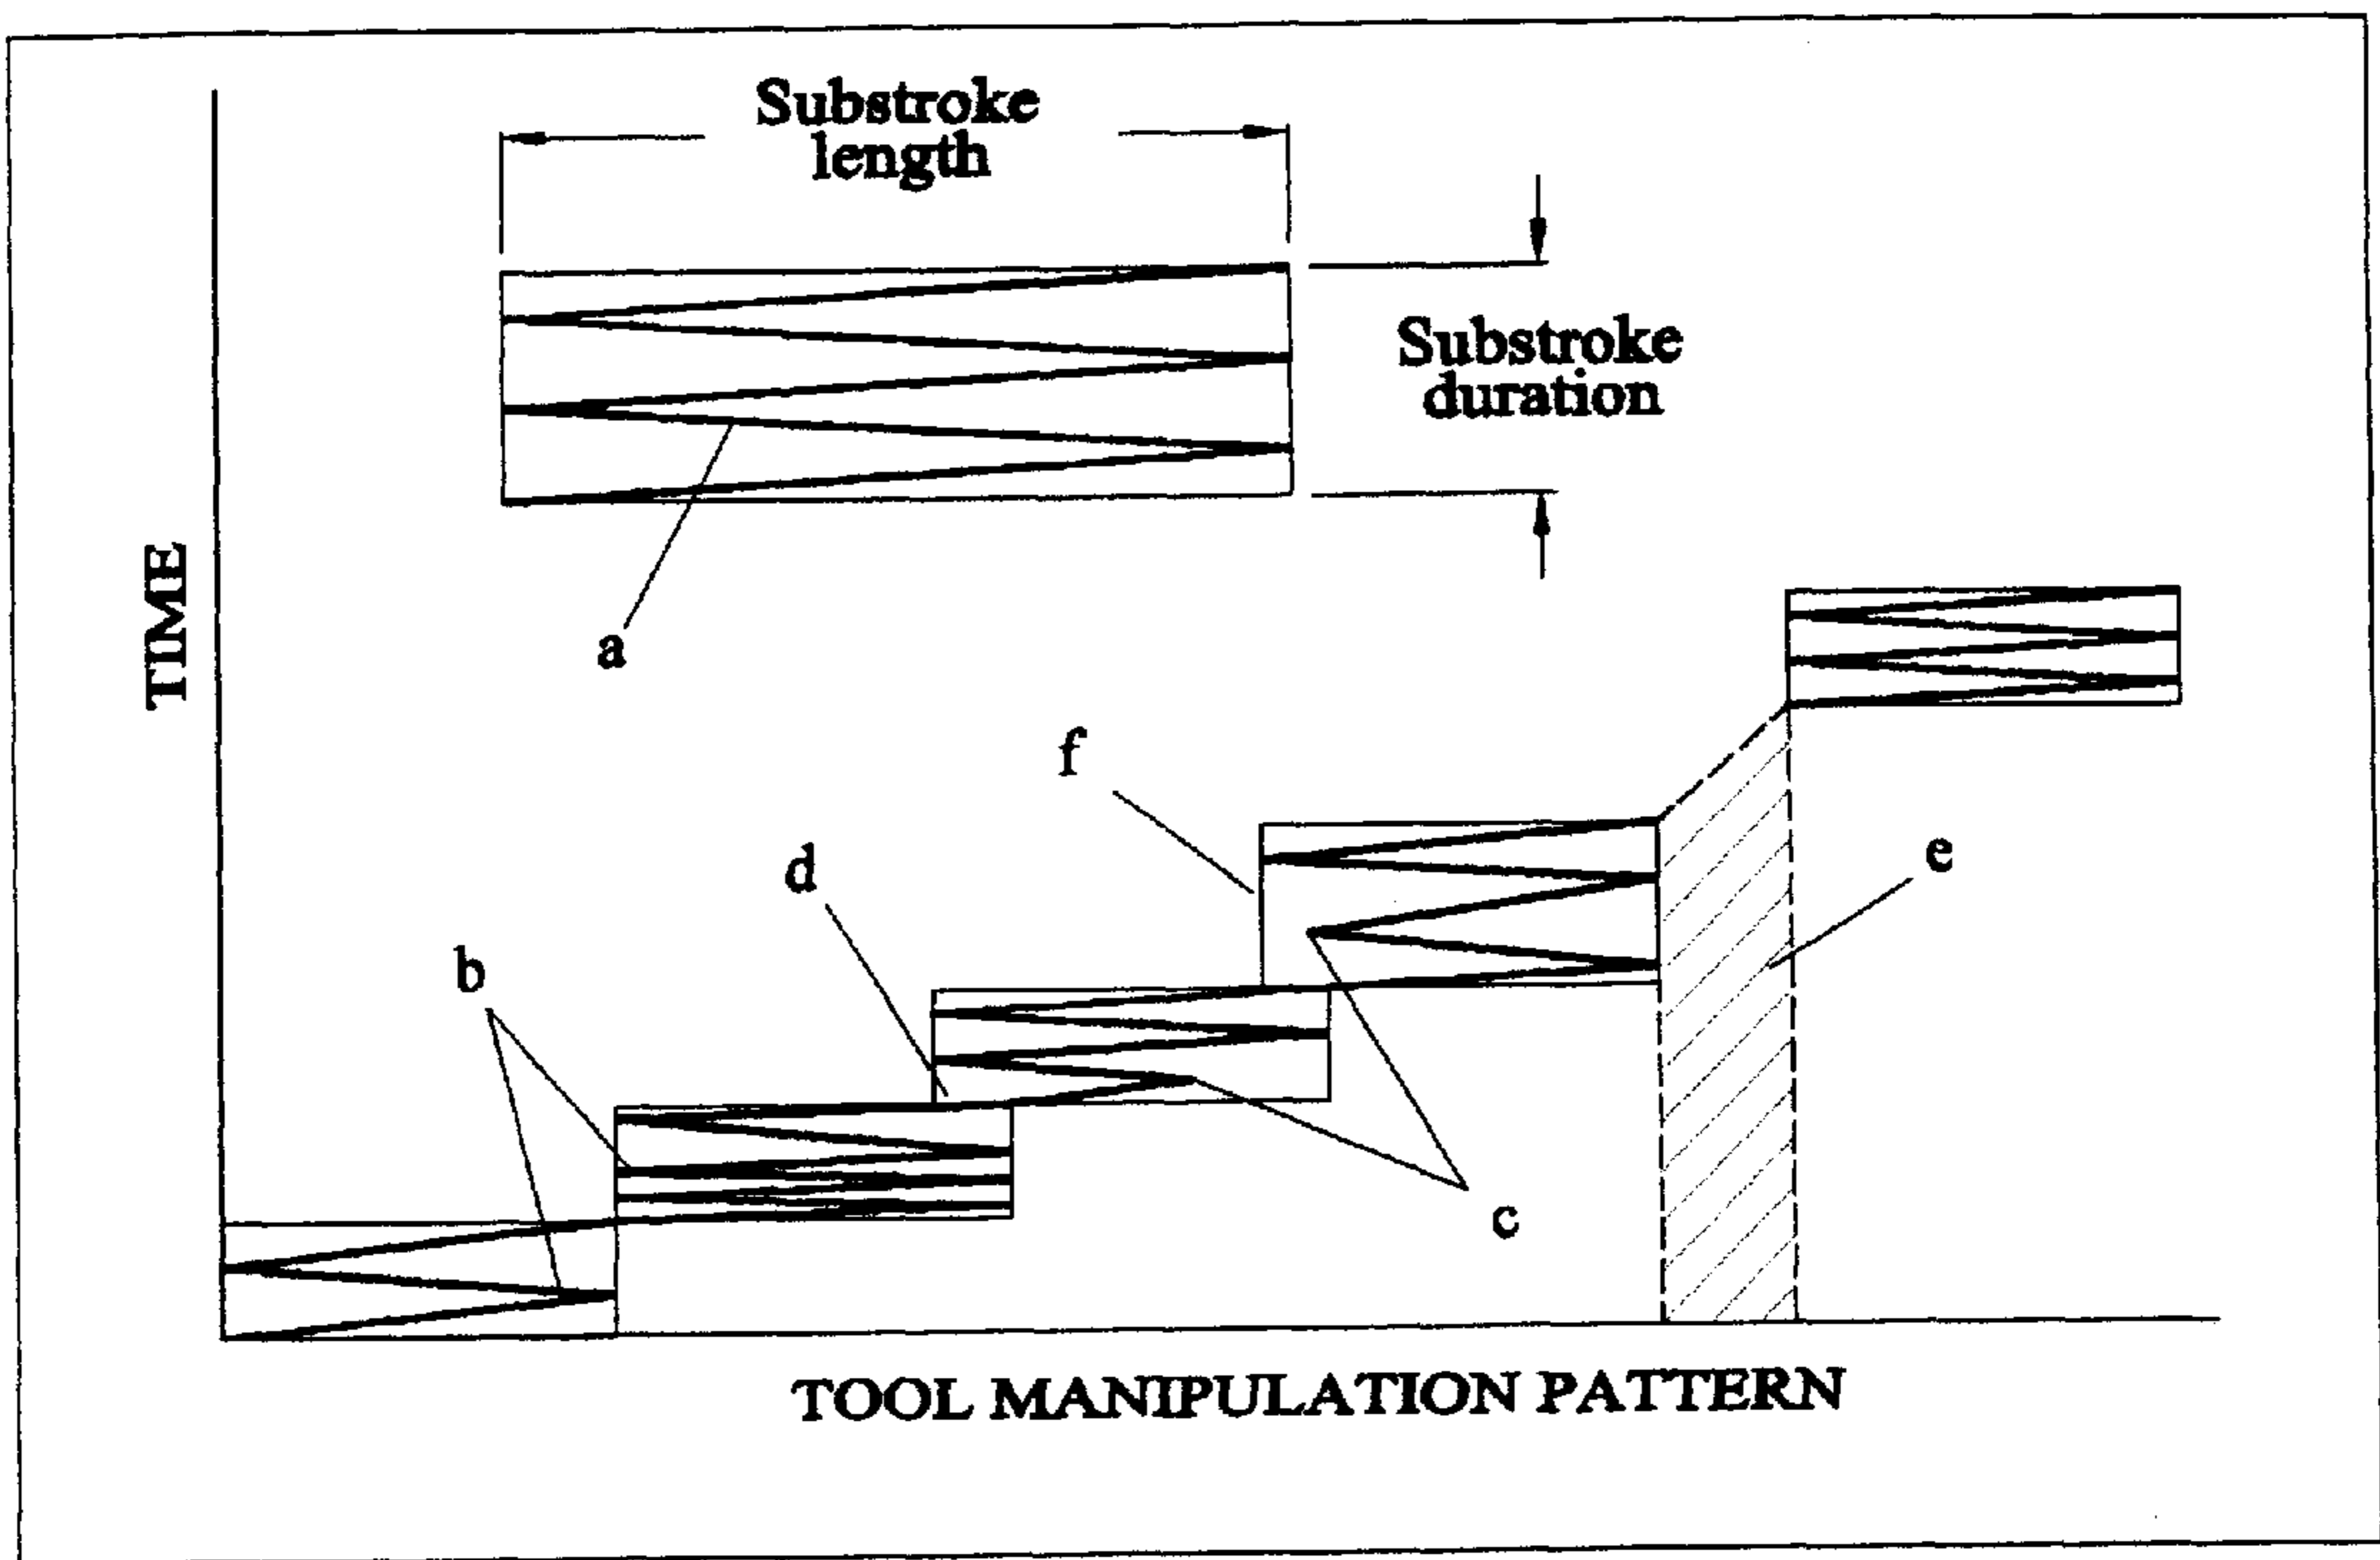 Substroke
length
Substroke
duration
TIME
a
f
d
e
b
c
TOOL MANIPULATION PATTERN